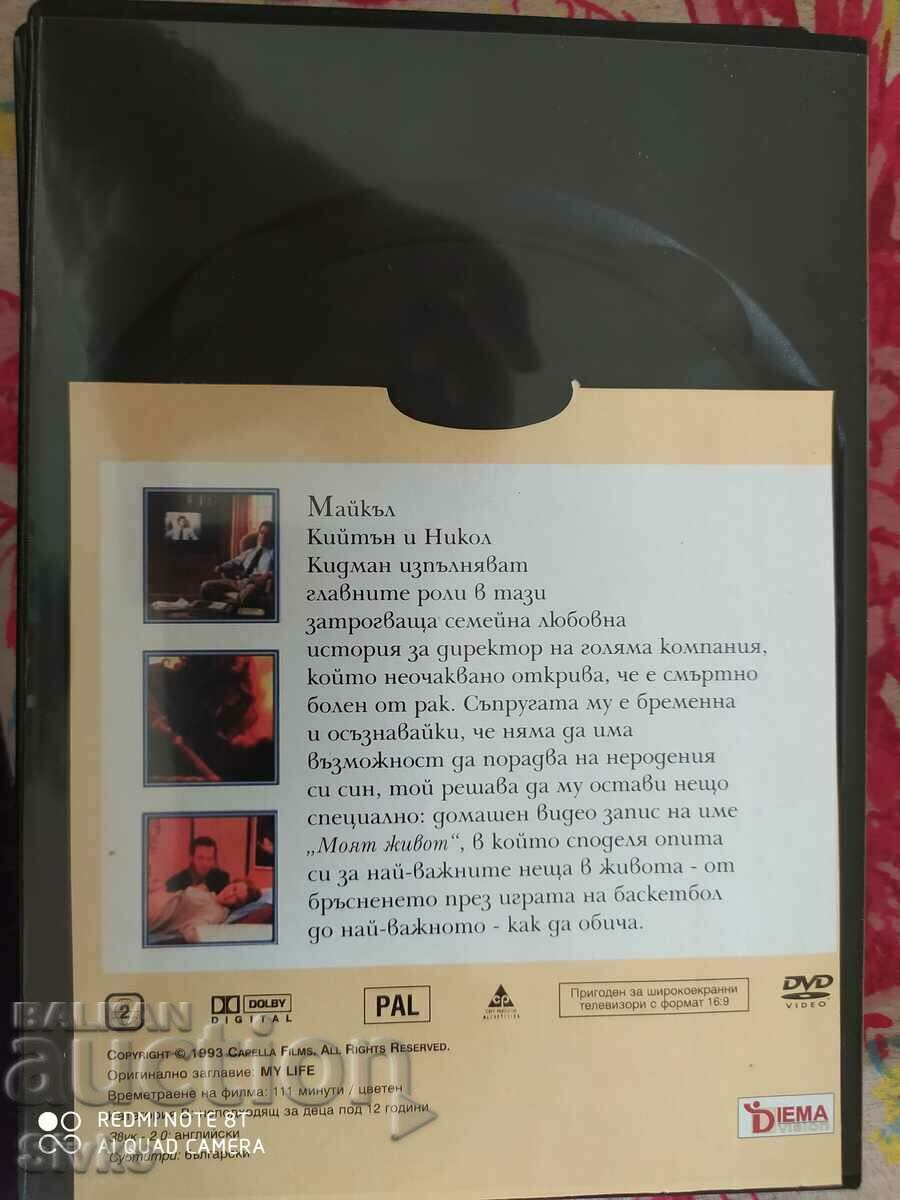 Майкъл
Кийтън и Никол
Кидман изпълняват
главните роли в тази
затрогваща семейна любовна
история за директор на голяма компания,
който неочаквано открива, че е смъртно
болен от рак. Съпругата му е бременна
и осъзнавайки, че няма да има
възможност да порадва на неродения
си син, той решава да му остави нещо
специално: домашен видео запис на име
„Моят живот“, в който споделя опита
си за най-важните неща в живота - от
бръсненето през играта на баскетбол
до най-важното - как да обича.
2
DOLBY
DIGITAL
PAL
Пригоден за широкоекранни
телевизори с формат 16:9
DVD
VIDEO
COPYRIGHT © 1993 CAPELLA FILMS. ALL RIGHTS RESERVED.
Оригинално заглавие: MY LIFE
Времетраене на филма: 111 минути / цветен
за деца под 12 години
Звук - 2.0: английски
Субтитри: български
DIEMA
vision
БАЛКАН
auction
REDMI NOTE 8T
AI QUAD CAMERA